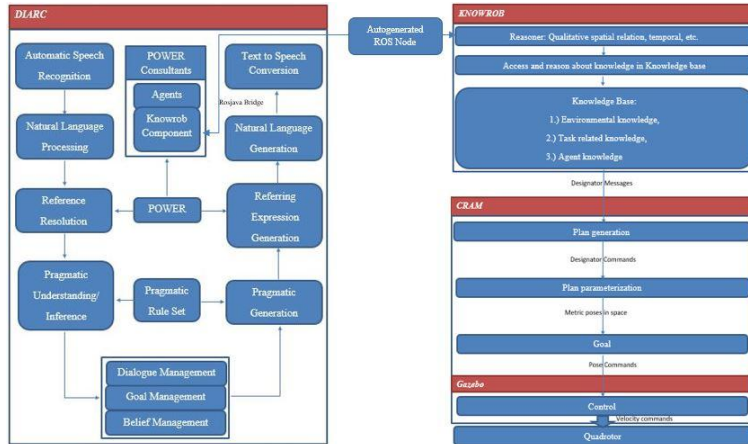 DIARC
Automatic Speech
Recognition
Natural Language
Processing
Reference
Resolution
Pragmatic
Understanding/
Inference
POWER
Consultants
Agents
Knowrob
Component
POWER
Pragmatic
Rule Set
Dialogue Management
Goal Management
Belief Management
Text to Speech
Conversion
Rosjava Bridge
Natural Language
Generation
Referring
Expression
Generation
Pragmatic
Generation
Autogenerated
ROS Node
KNOWROB
Reasoner: Qualitative spatial relation, temporal, etc.
Access and reason about knowledge in Knowledge base
Knowledge Base:
1.) Environmental knowledge,
2.) Task related knowledge,
3.) Agent knowledge
Designator Messages
CRAM
Plan generation
Designator Commands
Plan parameterization
Metric poses in space
Goal
Pose Commands
Gazebo
Control
Velocity commands
Quadrotor